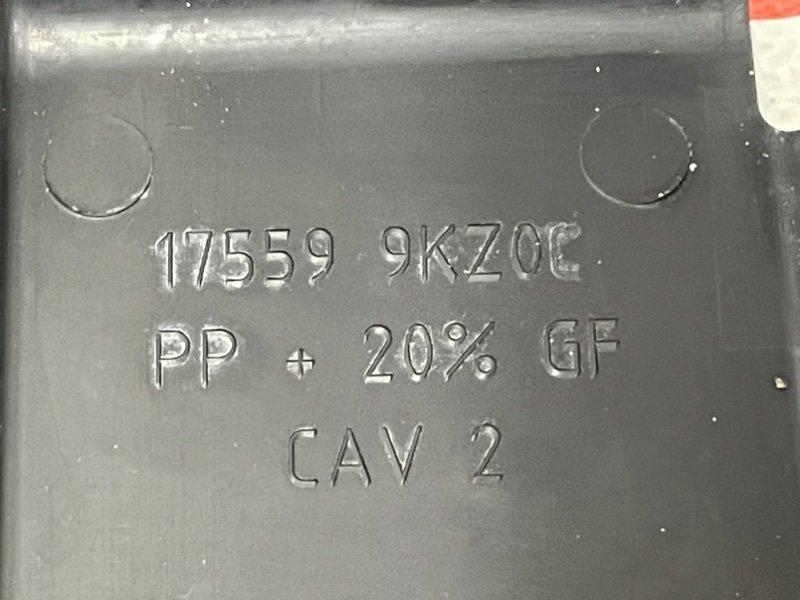 17559 9KZ0C
PP + 20% GF
CAV 2